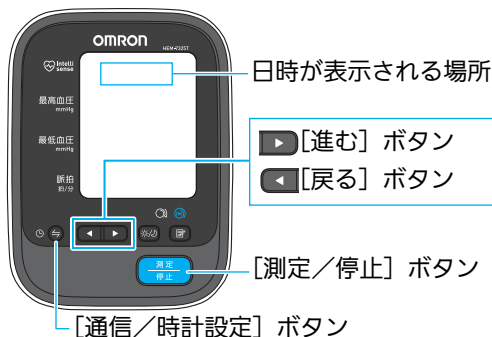 OMRON
HEM-7325T
Intelli
sense
日時が表示される場所
最高血圧
mmHg
最低血圧
mmHg
[進む] ボタン
[戻る] ボタン
脈拍
拍/分
測定
停止
[測定／停止] ボタン
[通信／時計設定] ボタン